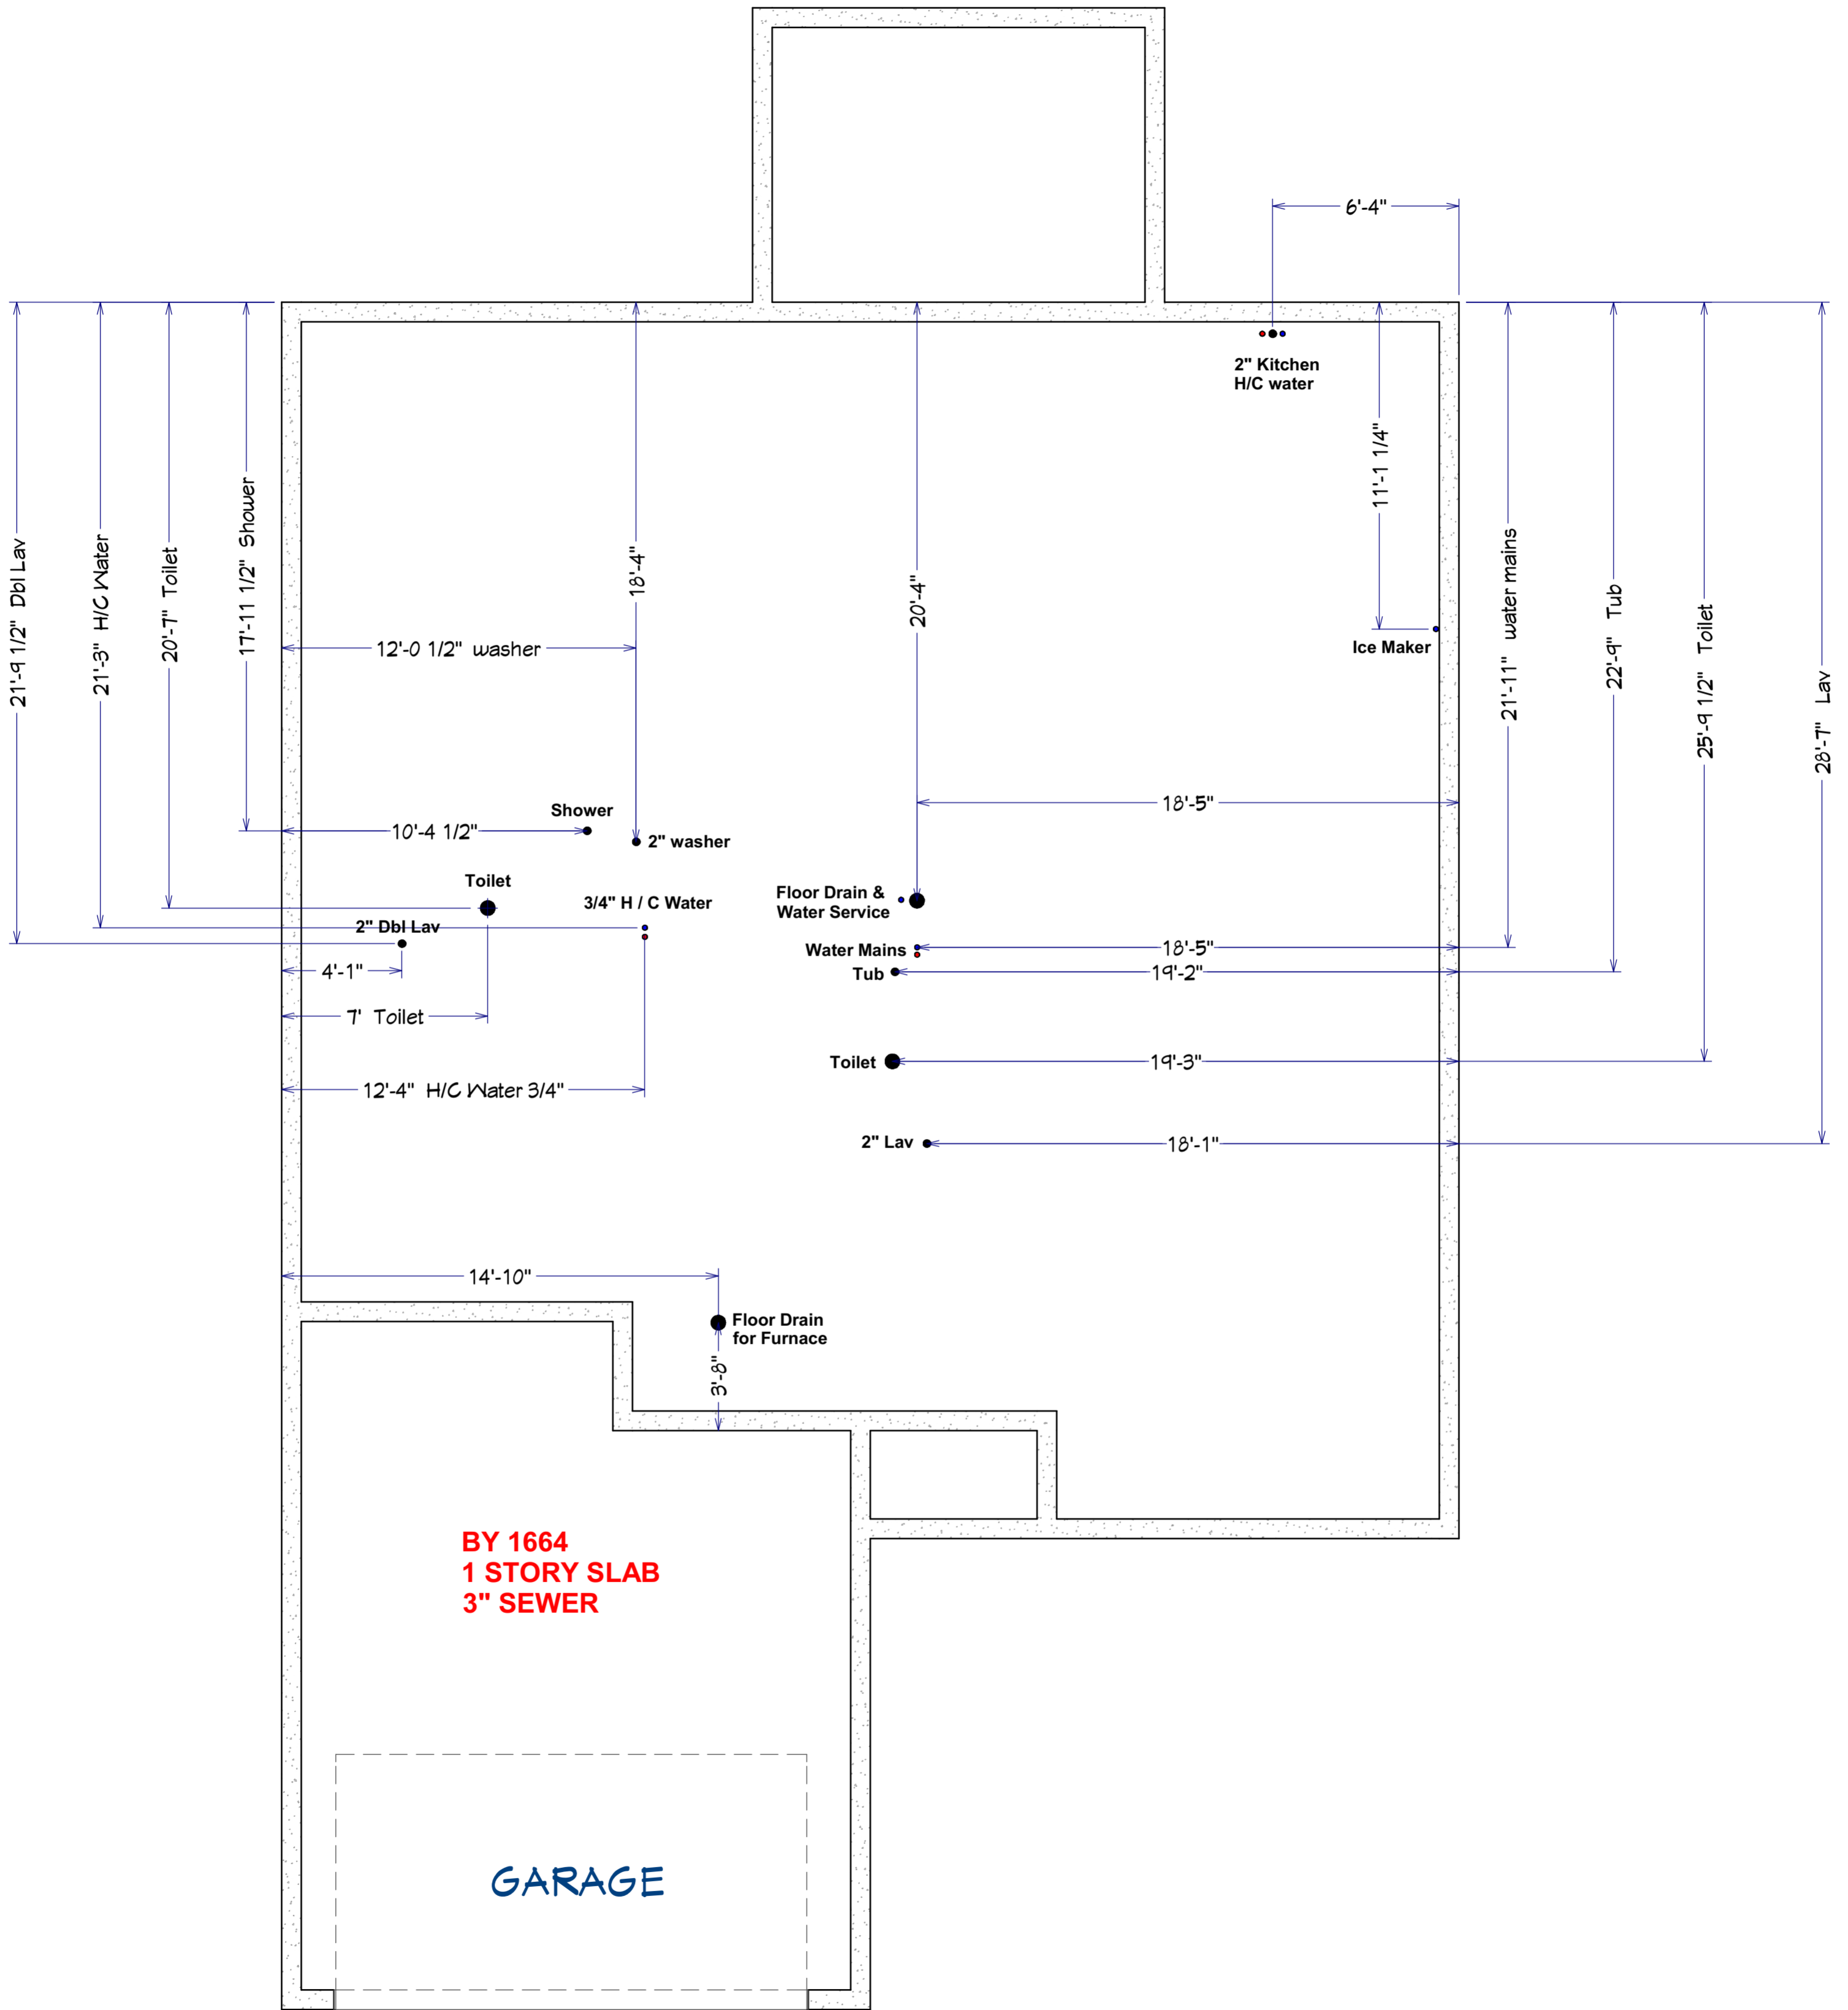 6'-4"
2" Kitchen
H/C water
11'-1 1/4"
Ice Maker
21'-9 1/2" Dbl Lav
21'-3" H/C Water
20'-7" Toilet
17'-11 1/2" Shower
18'-4"
20'-4"
21'-11" water mains
22'-9" Tub
25'-9 1/2" Toilet
28'-7" Lav
12'-0 1/2" washer
18'-5"
Shower
10'-4 1/2"
2" washer
Toilet
3/4" H / C Water
Floor Drain &
Water Service
2" Dbl Lav
Water Mains
18'-5"
4'-1"
Tub
19'-2"
7' Toilet
Toilet
19'-3"
12'-4" H/C Water 3/4"
2" Lav
18'-1"
14'-10"
Floor Drain
for Furnace
3'-8"
BY 1664
1 STORY SLAB
3" SEWER
GARAGE